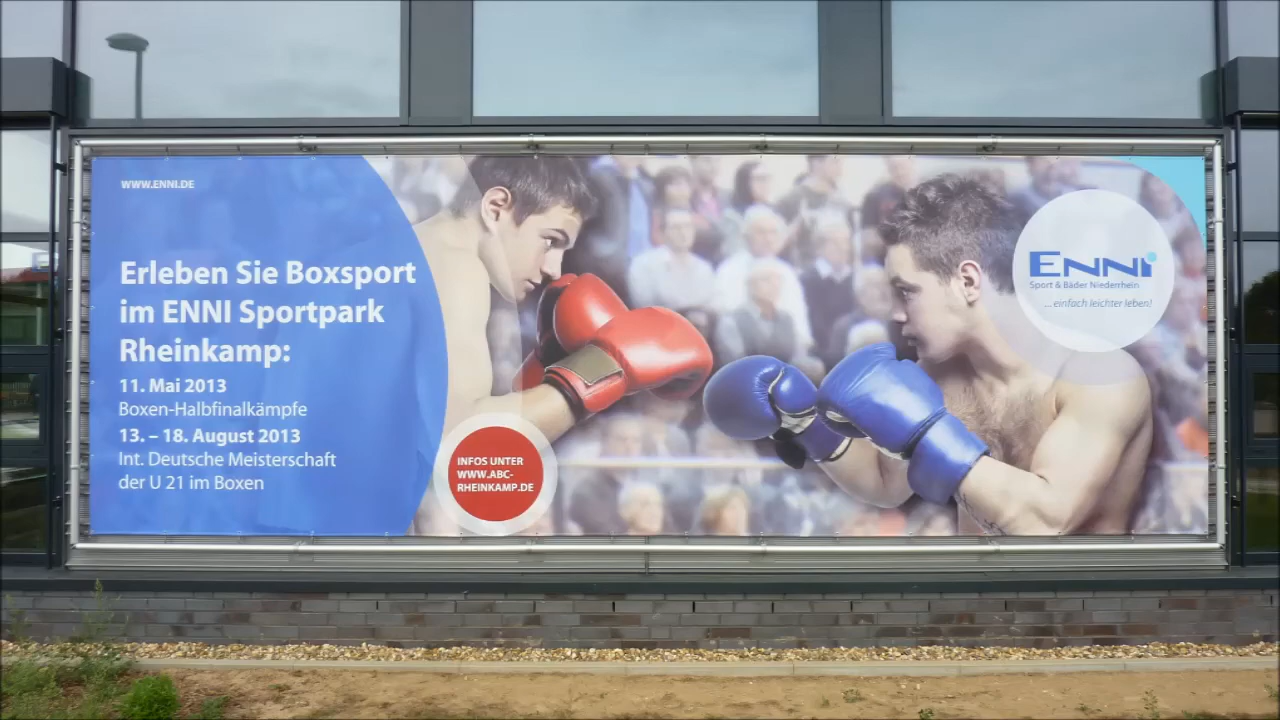 WWW.ENNI.DE
Erleben Sie Boxsport
im ENNI Sportpark
Rheinkamp:
11. Mai 2013
Boxen-Halbfinalkämpfe
13. – 18. August 2013
Int. Deutsche Meisterschaft
der U 21 im Boxen
INFOS UNTER
WWW.ABC-
RHEINKAMP.DE
ENNI
Sport & Bäder Niederrhein
...einfach leichter leben!